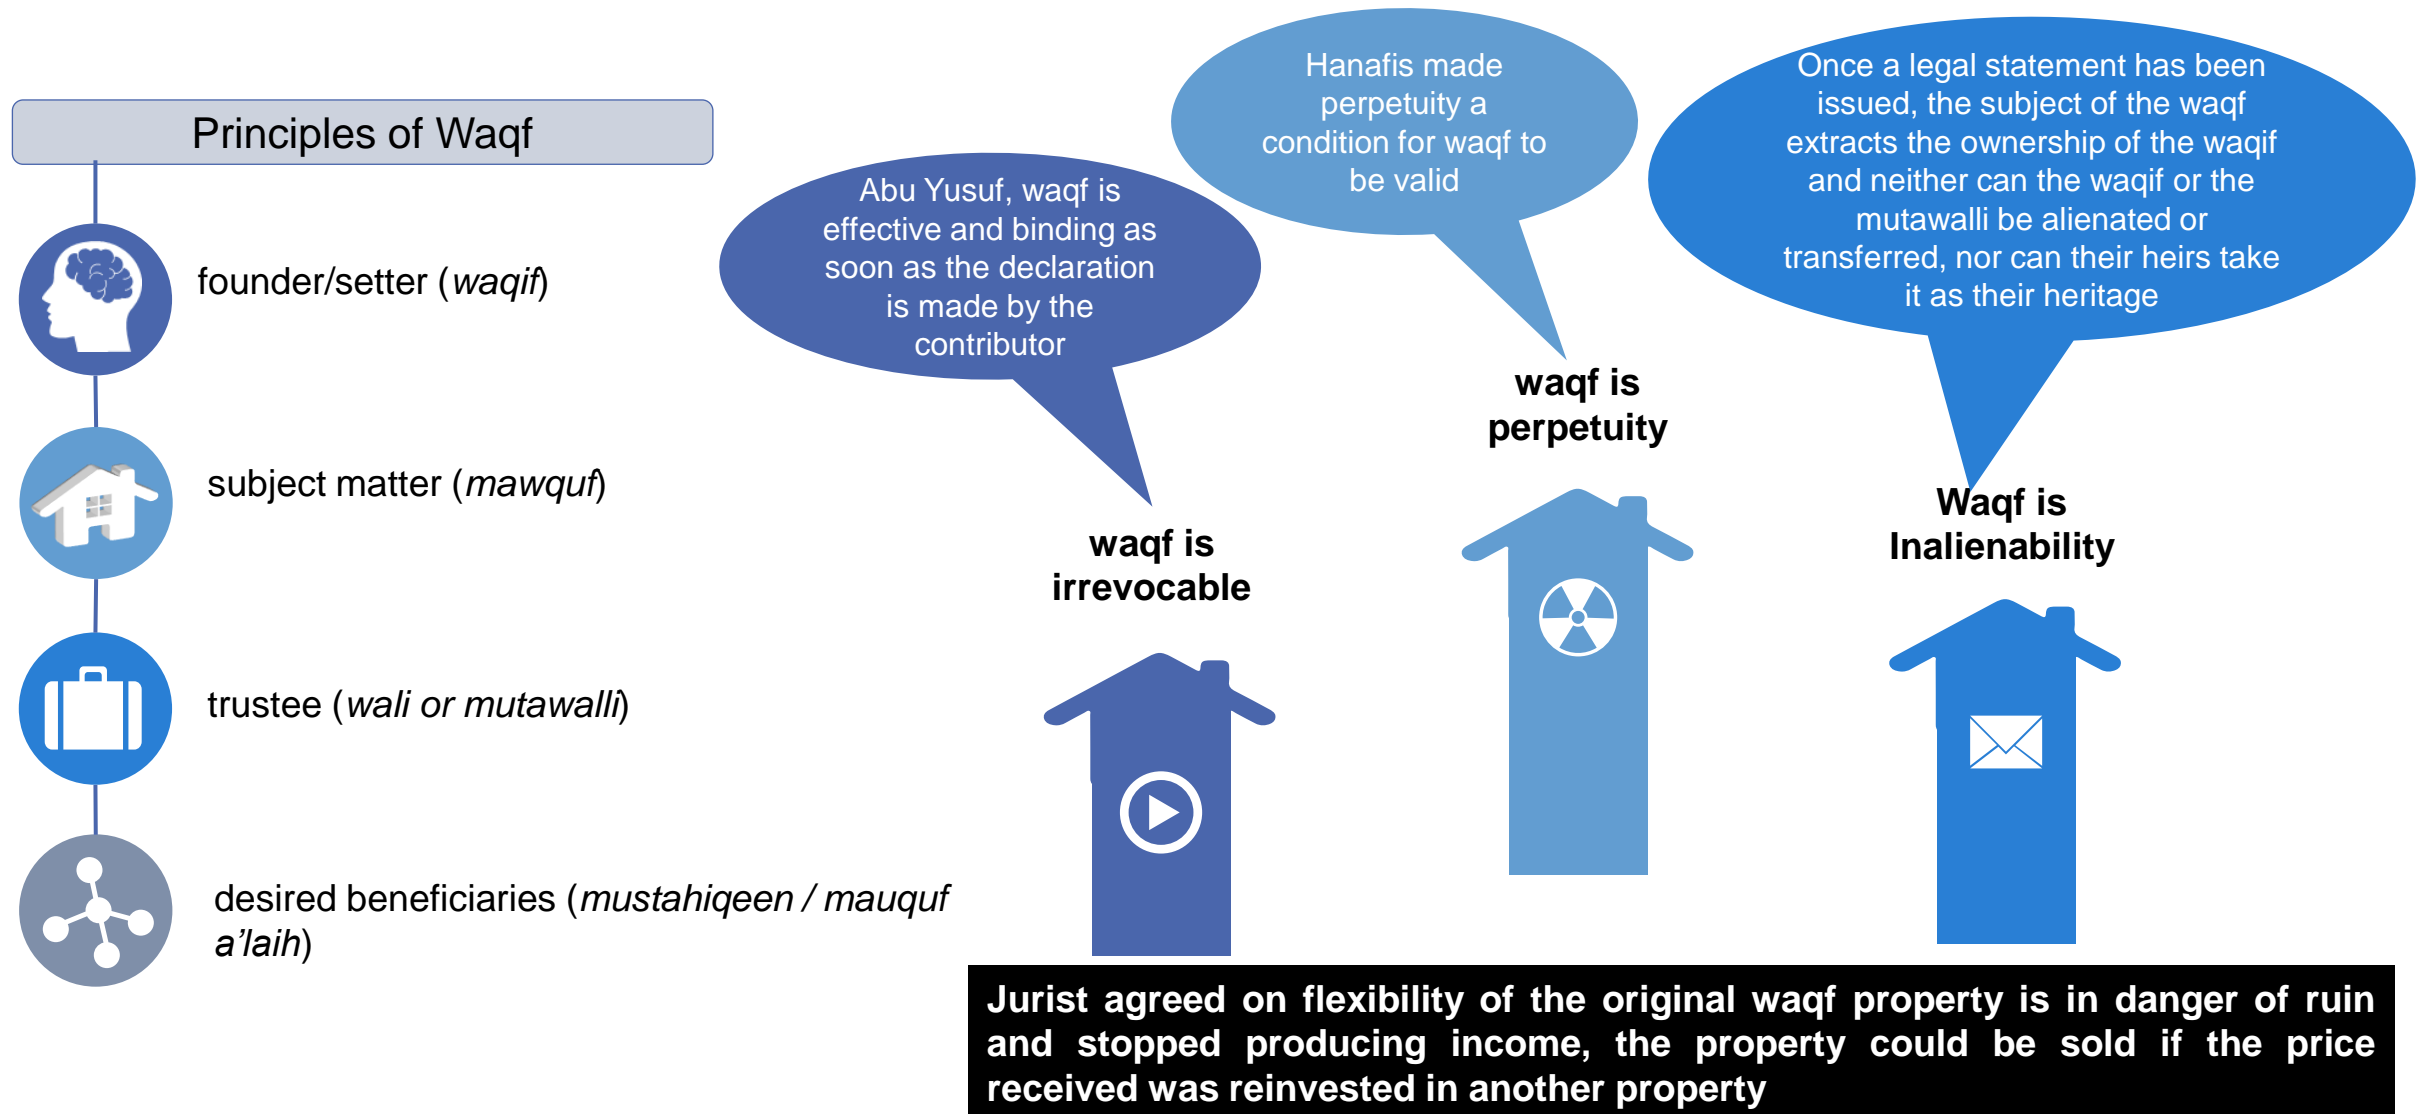 Principles of Waqf
founder/setter (waqif)
subject matter (mawquf)
trustee (wali or mutawalli)
desired beneficiaries (mustahiqeen / mauquf
a’laih)
Abu Yusuf, waqf is
effective and binding as
soon as the declaration
is made by the
contributor
waqf is
irrevocable
Hanafis made
perpetuity a
condition for waqf to
be valid
waqf is
perpetuity
Once a legal statement has been
issued, the subject of the waqf
extracts the ownership of the waqif
and neither can the waqif or the
mutawalli be alienated or
transferred, nor can their heirs take
it as their heritage
Waqf is
Inalienability
Jurist agreed on flexibility of the original waqf property is in danger of ruin
and stopped producing income, the property could be sold if the price
received was reinvested in another property